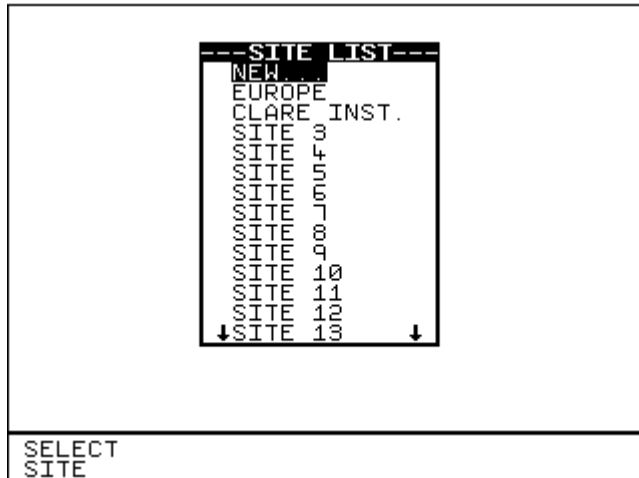 ---SITE LIST---
NEW...
EUROPE
CLARE INST.
SITE 3
SITE 4
SITE 5
SITE 6
SITE 7
SITE 8
SITE 9
SITE 10
SITE 11
SITE 12
↓SITE 13 ↓
SELECT
SITE